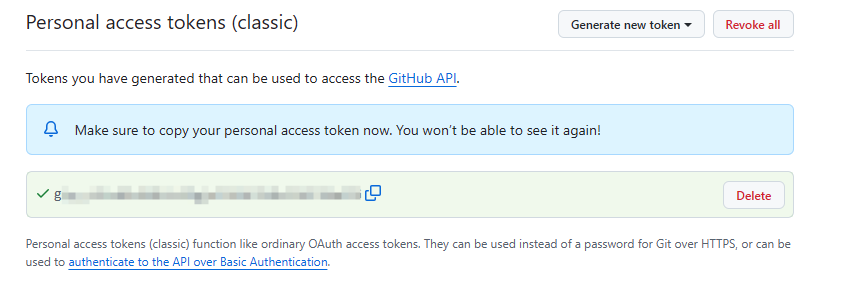 Personal access tokens (classic)
Generate new token
Revoke all
Tokens you have generated that can be used to access the GitHub API.
Make sure to copy your personal access token now. You won't be able to see it again!
g
Delete
Personal access tokens (classic) function like ordinary OAuth access tokens. They can be used instead of a password for Git over HTTPS, or can be
used to authenticate to the API over Basic Authentication.